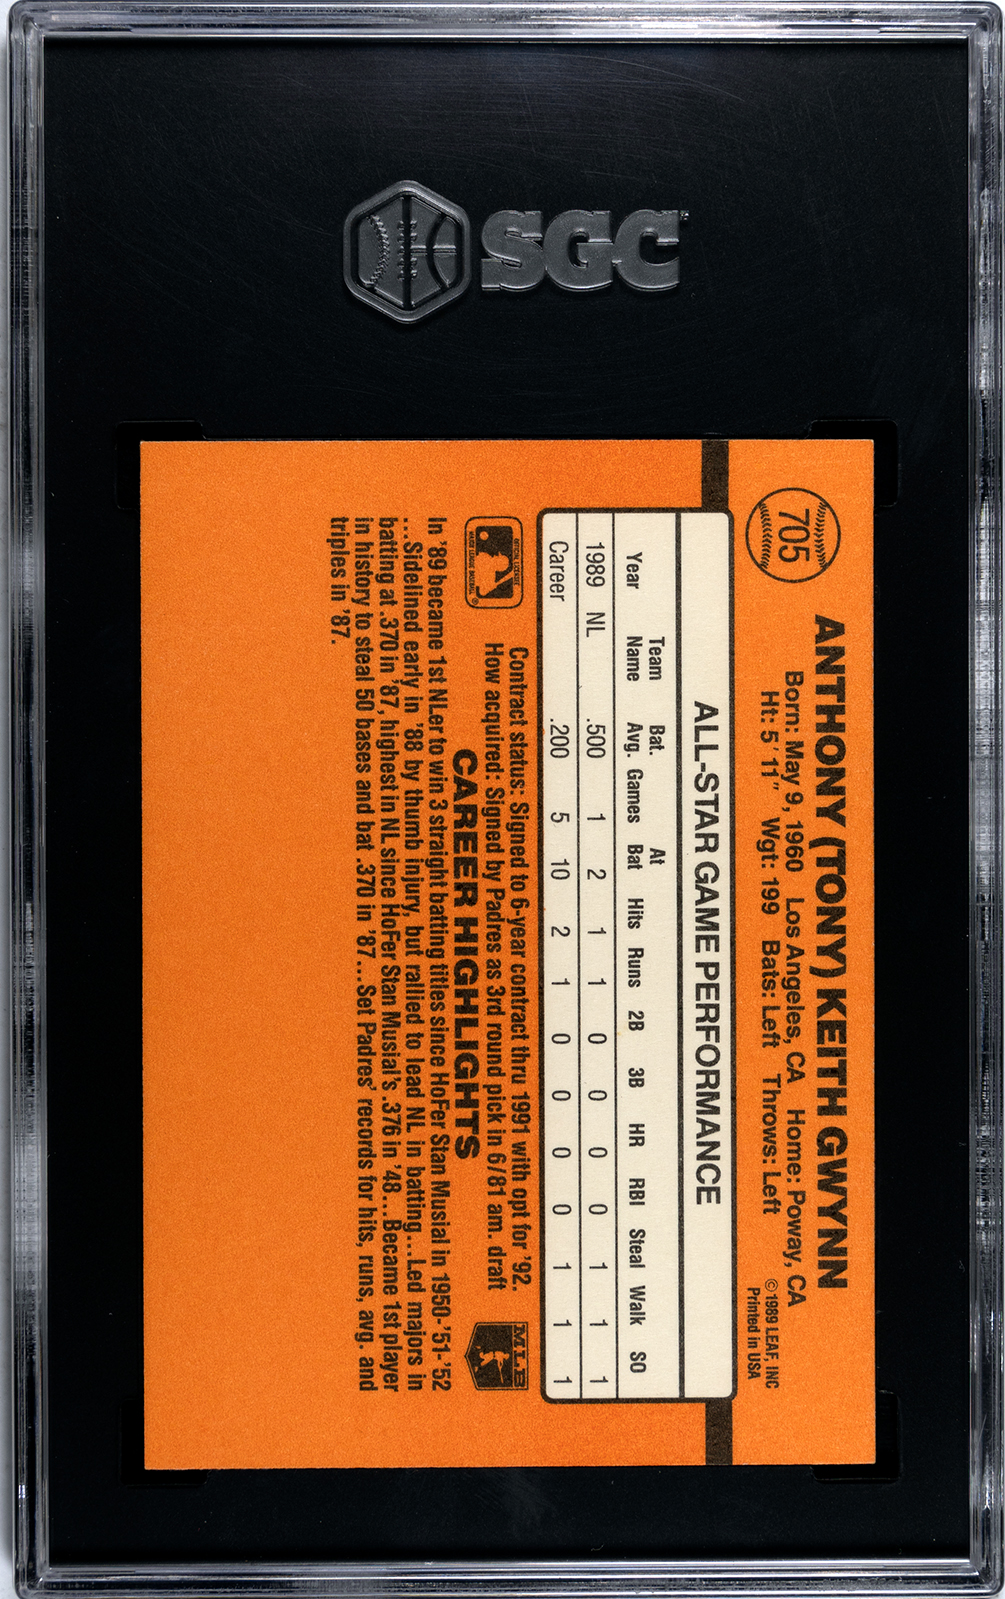 SGC
705
ANTHONY (TONY) KEITH GWYNN
Born: May 9, 1960 Los Angeles, CA Home: Poway, CA
Ht: 5' 11" Wgt: 199 Bats: Left Throws: Left
© 1989 LEAF, INC
Printed in USA
ALL-STAR GAME PERFORMANCE
Year Team Name Bat. Avg. Games At Bat Hits Runs 2B 3B HR RBI Steal Walk SO
1989 NL .500 1 2 1 1 0 0 0 0 1 1 1
Career .200 5 10 2 1 0 0 0 0 1 1 1
OFFICIAL LICENSEE
MAJOR LEAGUE BASEBALL
Contract status: Signed to 6-year contract thru 1991 with opt for '92.
How acquired: Signed by Padres as 3rd round pick in 6/81 am. draft
MLB
CAREER HIGHLIGHTS
In '89 became 1st NLer to win 3 straight batting titles since HoFer Stan Musial in 1950-'51-'52
...Sidelined early in '88 by thumb injury, but rallied to lead NL in batting...Led majors in
batting at .370 in '87, highest in NL since HoFer Stan Musial's .376 in '48...Became 1st player
in history to steal 50 bases and bat .370 in '87...Set Padres' records for hits, runs, avg. and
triples in '87.